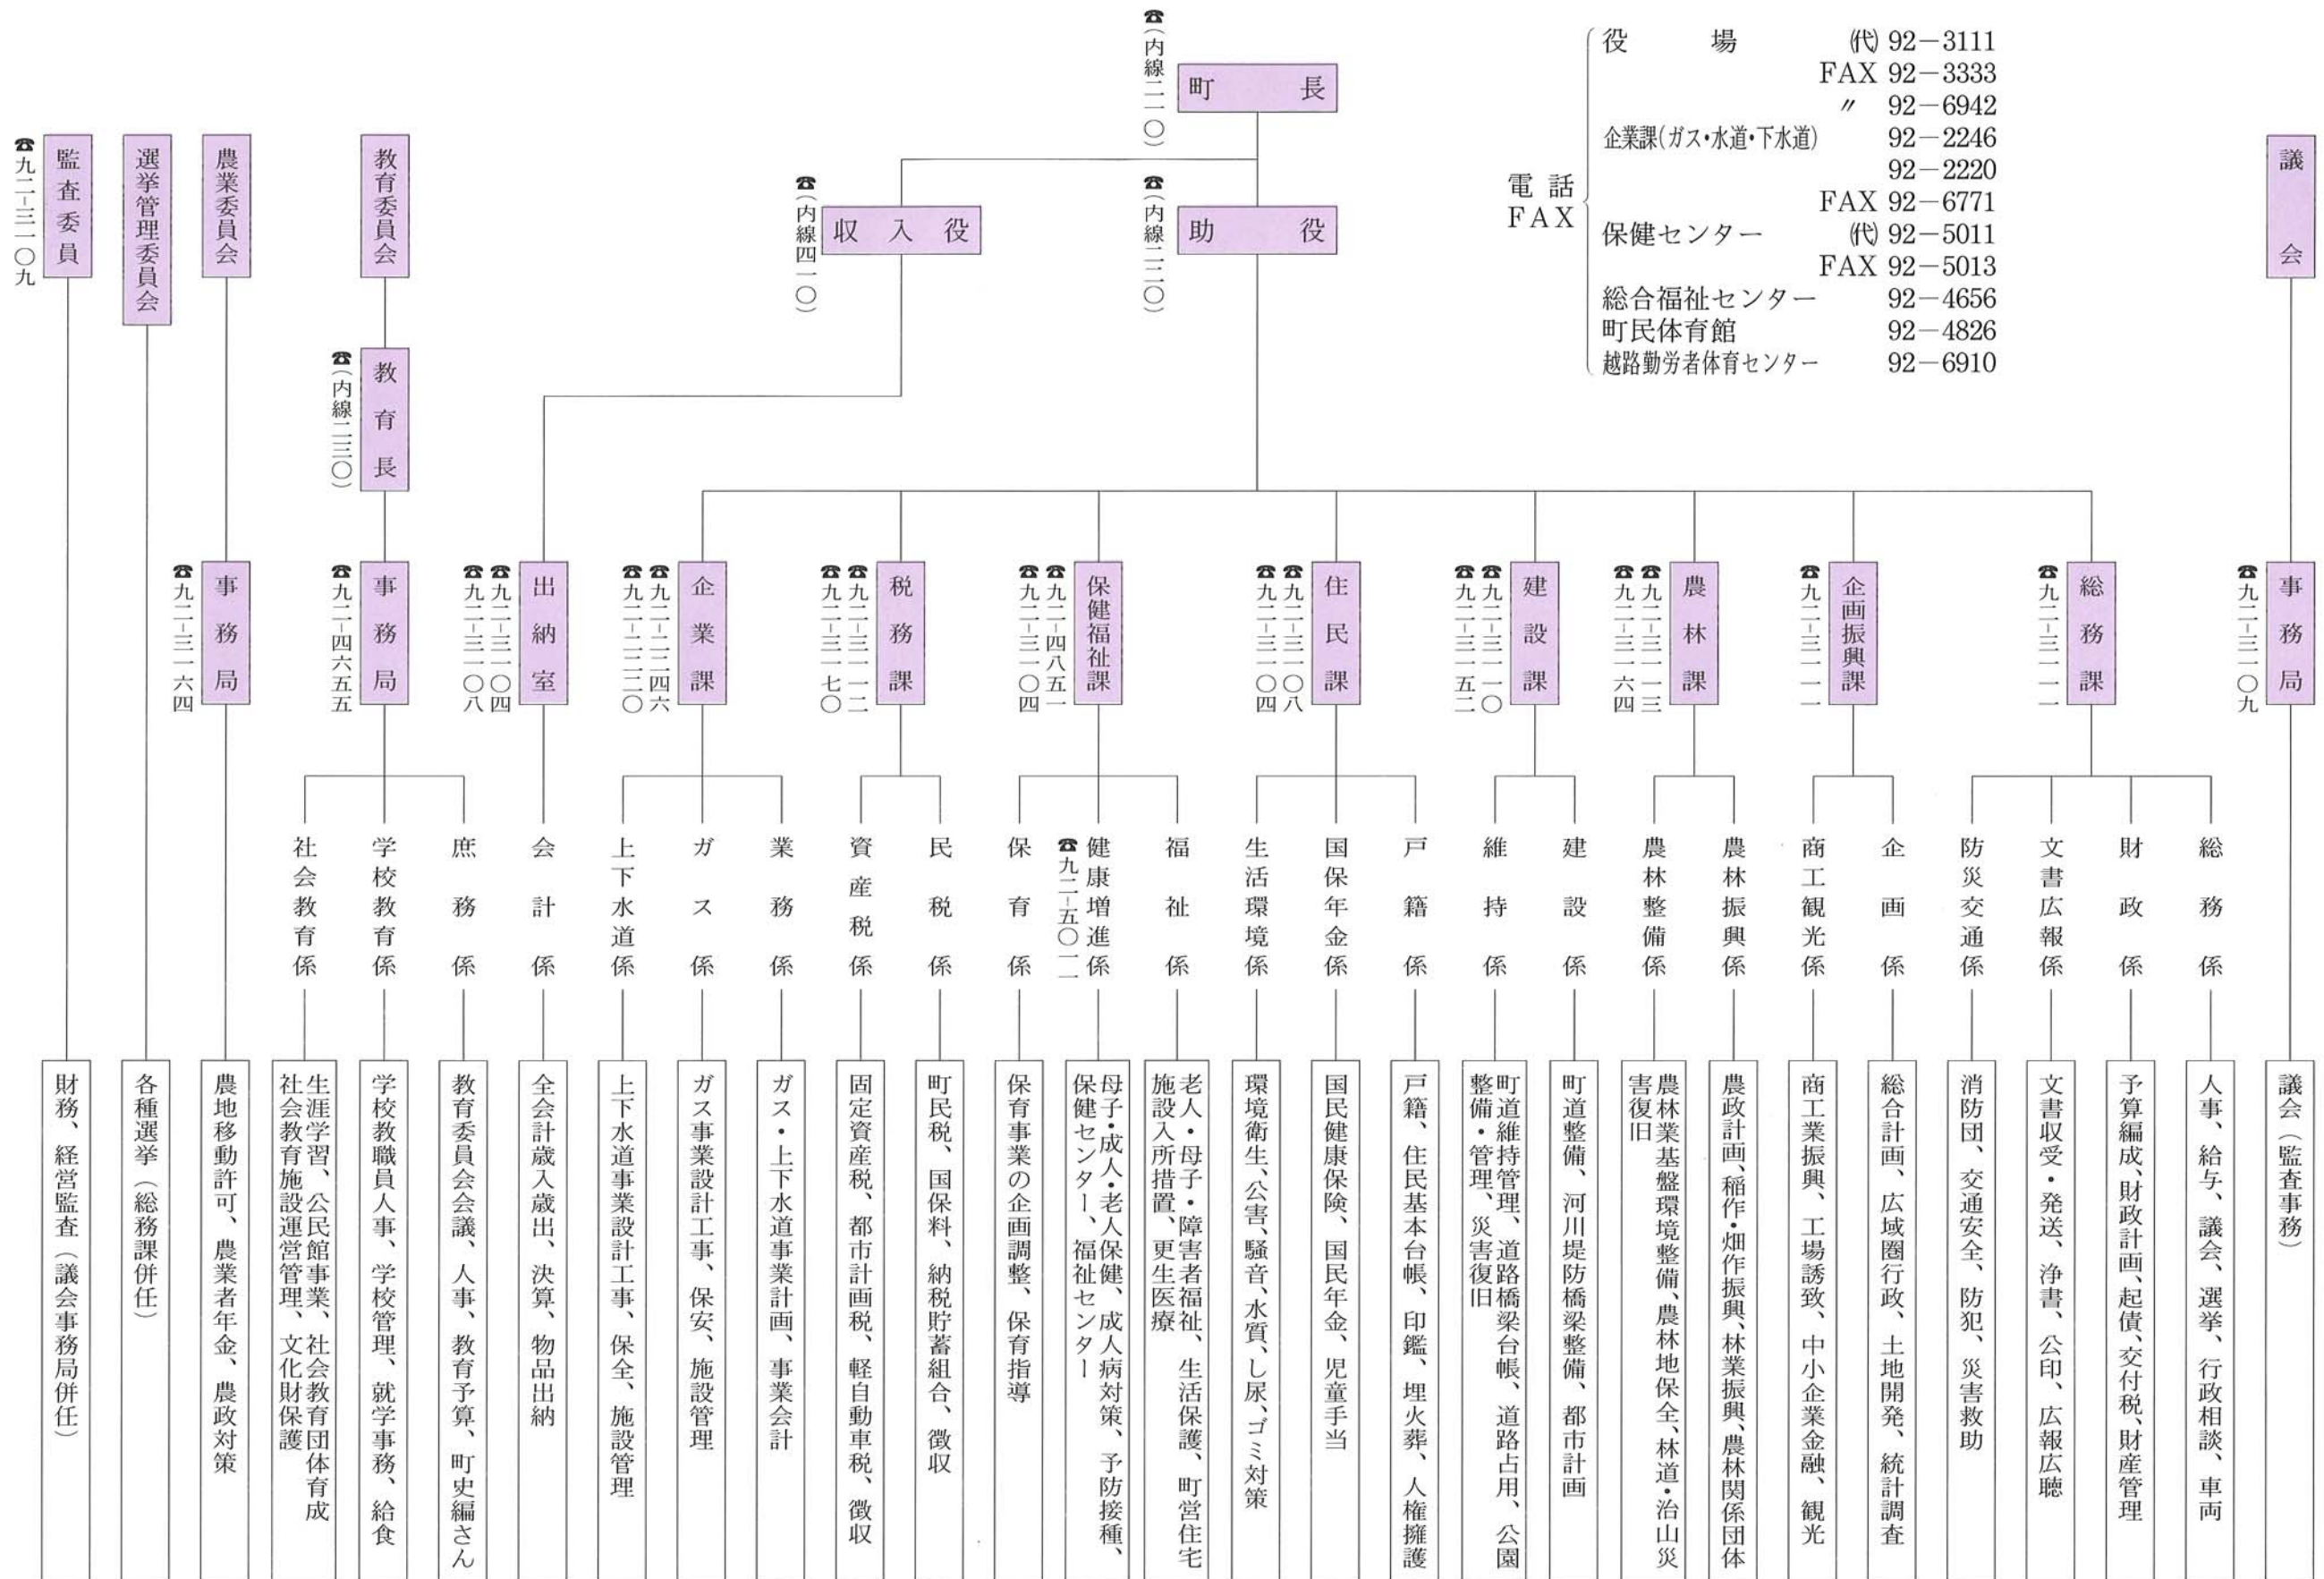 役場 (代) 92-3111
FAX 92-3333
〃 92-6942
企業課(ガス・水道・下水道) 92-2246
92-2220
FAX 92-6771
保健センター (代) 92-5011
FAX 92-5013
総合福祉センター 92-4656
町民体育館 92-4826
越路勤労者体育センター 92-6910
電話
FAX
町長
☎(内線二一〇)
助役
☎(内線二二〇)
収入役
☎(内線四一〇)
議会
事務局
☎九二-三一〇九
議会(監査事務)
総務課
☎九二-三一一一
総務係
人事、給与、議会、選挙、行政相談、車両
財政係
予算編成、財政計画、起債、交付税、財産管理
文書広報係
文書収受・発送、浄書、公印、広報広聴
防災交通係
消防団、交通安全、防犯、災害救助
企画振興課
☎九二-三一一一
企画係
総合計画、広域圏行政、土地開発、統計調査
商工観光係
商工業振興、工場誘致、中小企業金融、観光
農林課
☎九二-三一一三
☎九二-三一六四
農林振興係
農政計画、稲作・畑作振興、林業振興、農林関係団体
農林整備係
農林業基盤環境整備、農林地保全、林道・治山災
害復旧
建設課
☎九二-三一一〇
☎九二-三一五二
建設係
町道整備、河川堤防橋梁整備、都市計画
維持係
町道維持管理、道路橋梁台帳、道路占用、公園
整備・管理、災害復旧
住民課
☎九二-三一〇八
☎九二-三一〇四
戸籍係
戸籍、住民基本台帳、印鑑、埋火葬、人権擁護
国保年金係
国民健康保険、国民年金、児童手当
生活環境係
環境衛生、公害、騒音、水質、し尿、ゴミ対策
保健福祉課
☎九二-四八五一
☎九二-三一〇四
福祉係
老人・母子・障害者福祉、生活保護、町営住宅
施設入所措置、更生医療
健康増進係
☎九二-五〇一一
母子・成人・老人保健、成人病対策、予防接種、
保健センター、福祉センター
保育係
保育事業の企画調整、保育指導
税務課
☎九二-三一一二
☎九二-三一七〇
民税係
町民税、国保料、納税貯蓄組合、徴収
資産税係
固定資産税、都市計画税、軽自動車税、徴収
企業課
☎九二-二二四六
☎九二-二二二〇
業務係
ガス・上下水道事業計画、事業会計
ガス係
ガス事業設計工事、保安、施設管理
上下水道係
上下水道事業設計工事、保全、施設管理
出納室
☎九二-三一〇四
☎九二-三一〇八
会計係
全会計歳入歳出、決算、物品出納
教育委員会
教育長
☎(内線二三〇)
事務局
☎九二-四六五五
庶務係
教育委員会会議、人事、教育予算、町史編さん
学校教育係
学校教職員人事、学校管理、就学事務、給食
社会教育係
生涯学習、公民館事業、社会教育団体育成
社会教育施設運営管理、文化財保護
農業委員会
事務局
☎九二-三一六四
農地移動許可、農業者年金、農政対策
選挙管理委員会
各種選挙(総務課併任)
監査委員
☎九二-三一〇九
財務、経営監査(議会事務局併任)